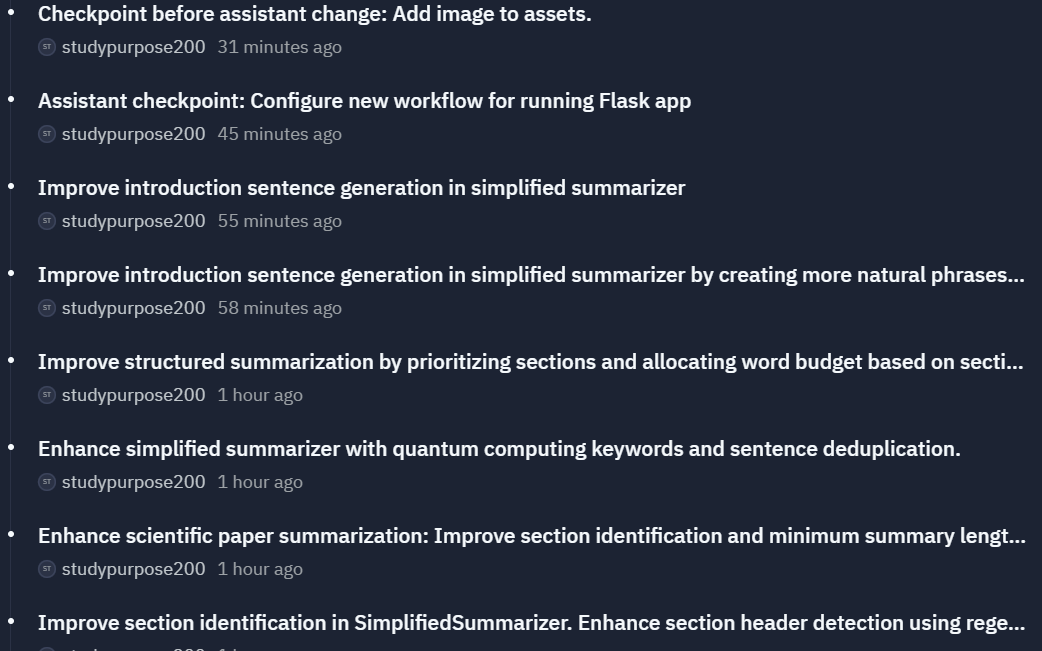 Checkpoint before assistant change: Add image to assets.
ST studypurpose200 31 minutes ago
Assistant checkpoint: Configure new workflow for running Flask app
ST studypurpose200 45 minutes ago
Improve introduction sentence generation in simplified summarizer
ST studypurpose200 55 minutes ago
Improve introduction sentence generation in simplified summarizer by creating more natural phrases...
ST studypurpose200 58 minutes ago
Improve structured summarization by prioritizing sections and allocating word budget based on secti...
ST studypurpose200 1 hour ago
Enhance simplified summarizer with quantum computing keywords and sentence deduplication.
ST studypurpose200 1 hour ago
Enhance scientific paper summarization: Improve section identification and minimum summary lengt...
ST studypurpose200 1 hour ago
Improve section identification in SimplifiedSummarizer. Enhance section header detection using rege...